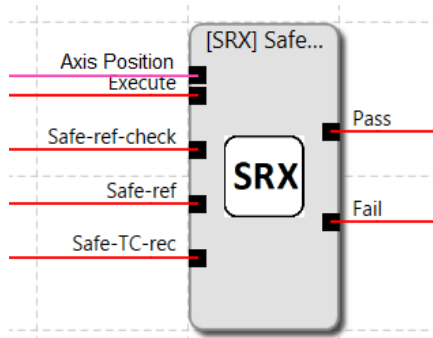 [SRX] Safe...
Axis Position
Execute
Safe-ref-check
Safe-ref
Safe-TC-rec
SRX
Pass
Fail